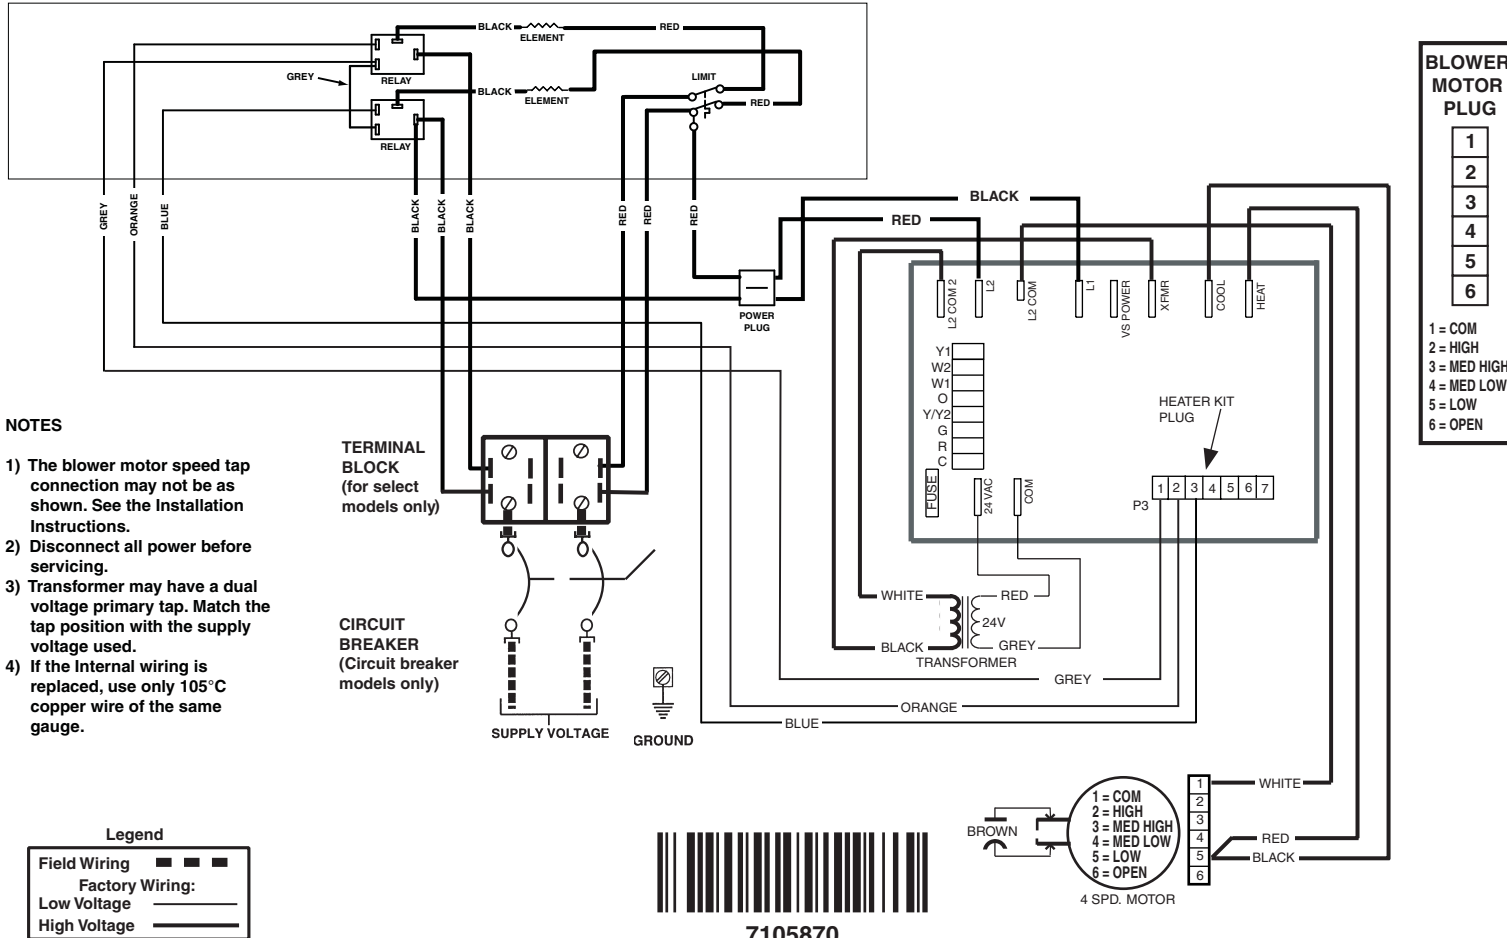 BLACK
RED
ELEMENT
GREY
RELAY
LIMIT
BLACK
ELEMENT
RED
RELAY
GREY
ORANGE
BLUE
BLACK
BLACK
BLACK
RED
RED
RED
BLACK
RED
POWER
PLUG
L2 COM 2
L2
L2 COM
L1
VS POWER
XFMR
COOL
HEAT
Y1
W2
W1
O
Y/Y2
G
R
C
FUSE
24 VAC
COM
HEATER KIT
PLUG
P3
1 2 3 4 5 6 7
BLOWER
MOTOR
PLUG
1
2
3
4
5
6
1 = COM
2 = HIGH
3 = MED HIGH
4 = MED LOW
5 = LOW
6 = OPEN
NOTES
1) The blower motor speed tap
connection may not be as
shown. See the Installation
Instructions.
2) Disconnect all power before
servicing.
3) Transformer may have a dual
voltage primary tap. Match the
tap position with the supply
voltage used.
4) If the Internal wiring is
replaced, use only 105°C
copper wire of the same
gauge.
TERMINAL
BLOCK
(for select
models only)
CIRCUIT
BREAKER
(Circuit breaker
models only)
SUPPLY VOLTAGE
GROUND
WHITE
RED
24V
BLACK
GREY
TRANSFORMER
GREY
ORANGE
BLUE
BROWN
1 = COM
2 = HIGH
3 = MED HIGH
4 = MED LOW
5 = LOW
6 = OPEN
4 SPD. MOTOR
1
2
3
4
5
6
WHITE
RED
BLACK
Legend
Field Wiring
Factory Wiring:
Low Voltage
High Voltage
7105870